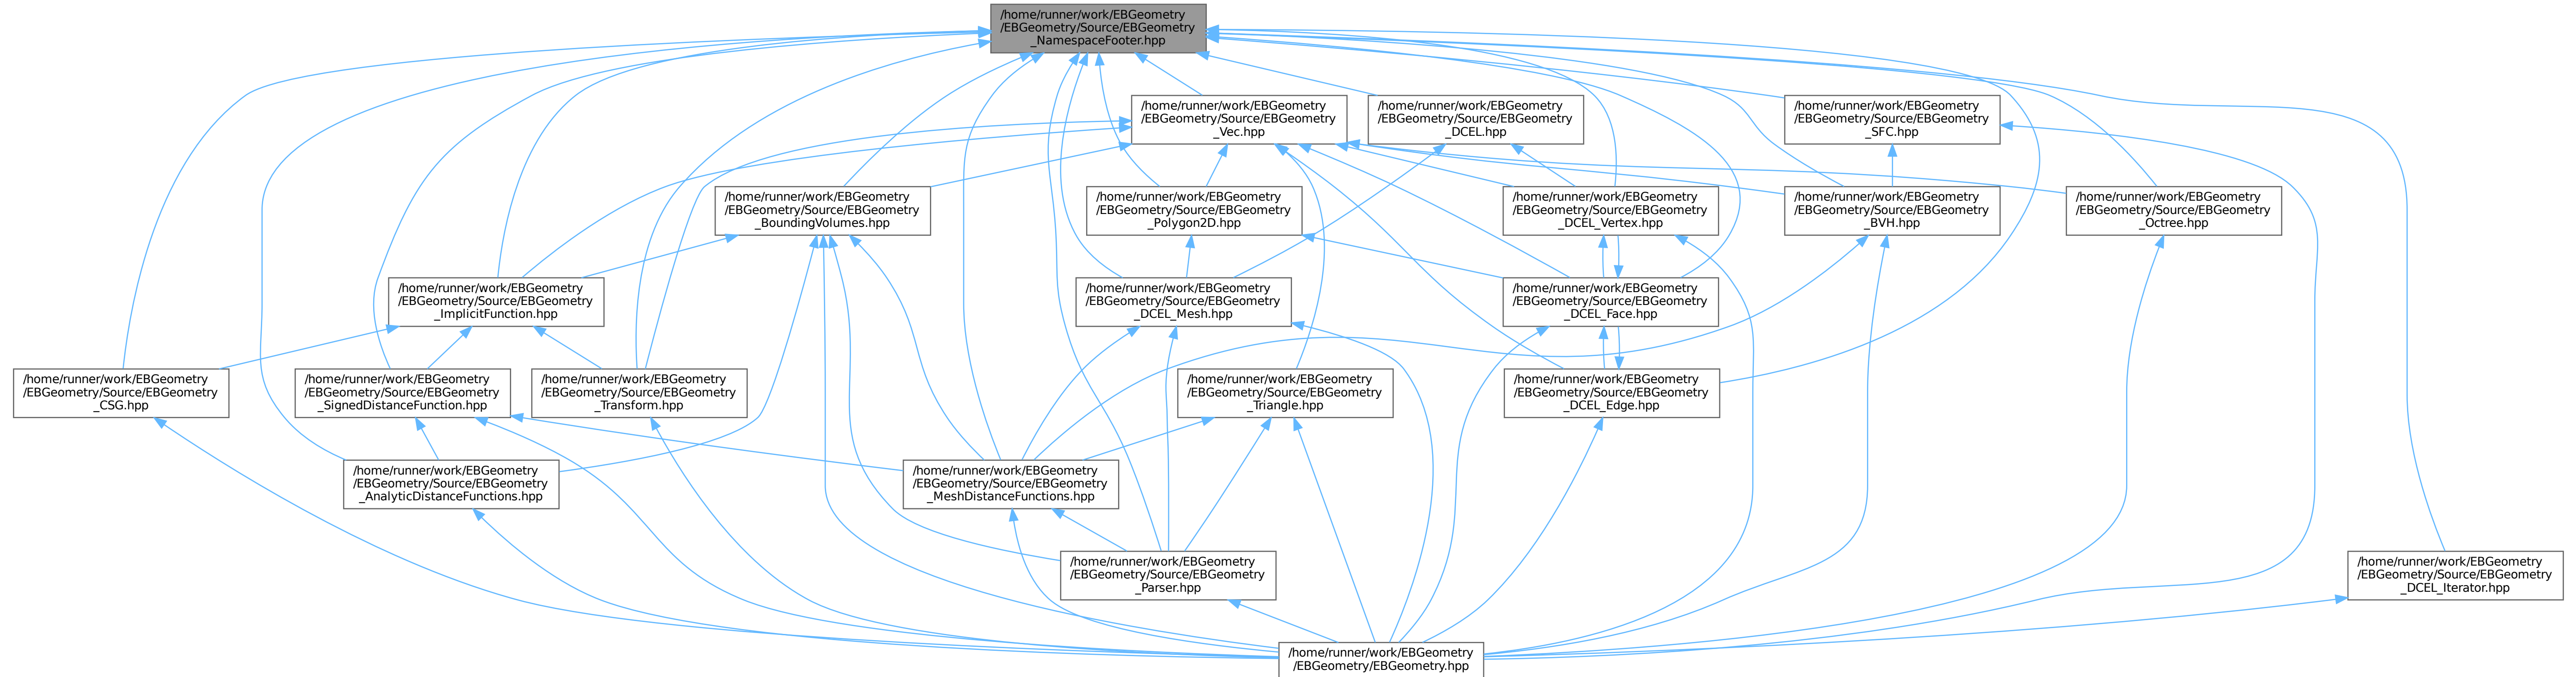 /home/runner/work/EBGeometry
/EBGeometry/Source/EBGeometry
_NamespaceFooter.hpp
/home/runner/work/EBGeometry
/EBGeometry/Source/EBGeometry
_Vec.hpp
/home/runner/work/EBGeometry
/EBGeometry/Source/EBGeometry
_DCEL.hpp
/home/runner/work/EBGeometry
/EBGeometry/Source/EBGeometry
_SFC.hpp
/home/runner/work/EBGeometry
/EBGeometry/Source/EBGeometry
_BoundingVolumes.hpp
/home/runner/work/EBGeometry
/EBGeometry/Source/EBGeometry
_Polygon2D.hpp
/home/runner/work/EBGeometry
/EBGeometry/Source/EBGeometry
_DCEL_Vertex.hpp
/home/runner/work/EBGeometry
/EBGeometry/Source/EBGeometry
_BVH.hpp
/home/runner/work/EBGeometry
/EBGeometry/Source/EBGeometry
_Octree.hpp
/home/runner/work/EBGeometry
/EBGeometry/Source/EBGeometry
_ImplicitFunction.hpp
/home/runner/work/EBGeometry
/EBGeometry/Source/EBGeometry
_DCEL_Mesh.hpp
/home/runner/work/EBGeometry
/EBGeometry/Source/EBGeometry
_DCEL_Face.hpp
/home/runner/work/EBGeometry
/EBGeometry/Source/EBGeometry
_CSG.hpp
/home/runner/work/EBGeometry
/EBGeometry/Source/EBGeometry
_SignedDistanceFunction.hpp
/home/runner/work/EBGeometry
/EBGeometry/Source/EBGeometry
_Transform.hpp
/home/runner/work/EBGeometry
/EBGeometry/Source/EBGeometry
_Triangle.hpp
/home/runner/work/EBGeometry
/EBGeometry/Source/EBGeometry
_DCEL_Edge.hpp
/home/runner/work/EBGeometry
/EBGeometry/Source/EBGeometry
_AnalyticDistanceFunctions.hpp
/home/runner/work/EBGeometry
/EBGeometry/Source/EBGeometry
_MeshDistanceFunctions.hpp
/home/runner/work/EBGeometry
/EBGeometry/Source/EBGeometry
_Parser.hpp
/home/runner/work/EBGeometry
/EBGeometry/Source/EBGeometry
_DCEL_Iterator.hpp
/home/runner/work/EBGeometry
/EBGeometry/EBGeometry.hpp